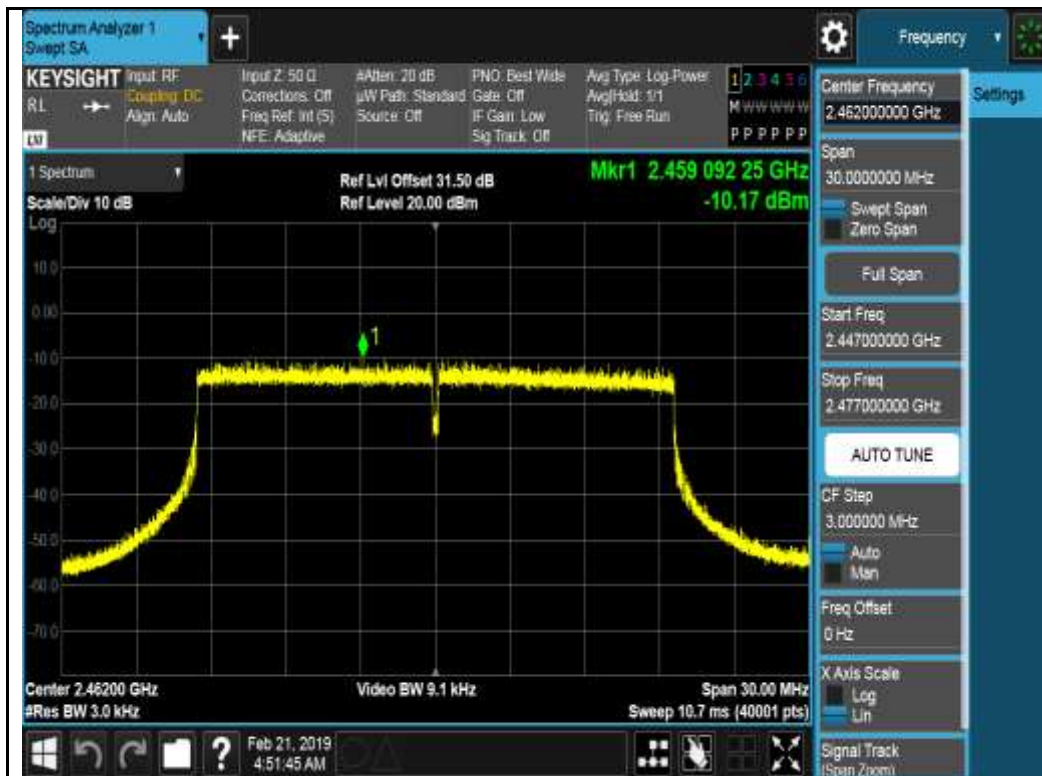 Spectrum Analyzer 1
Swept SA
+
Frequency
KEYSIGHT
Input: RF
Coupling: DC
Align: Auto
RL
LXI
Input Z: 50 Ω
Corrections: Off
Freq Ref: Int (S)
NFE: Adaptive
#Atten: 20 dB
µW Path: Standard
Source: Off
PNO: Best Wide
Gate: Off
IF Gain: Low
Sig Track: Off
Avg Type: Log-Power
Avg|Hold: 1/1
Trig: Free Run
1 2 3 4 5 6
M W W W W W
P P P P P P
Center Frequency
2.462000000 GHz
Settings
Span
30.0000000 MHz
Swept Span
Zero Span
Full Span
Start Freq
2.447000000 GHz
Stop Freq
2.477000000 GHz
AUTO TUNE
CF Step
3.000000 MHz
Auto
Man
Freq Offset
0 Hz
X Axis Scale
Log
Lin
Signal Track
(Span Zoom)
1 Spectrum
Scale/Div 10 dB
Ref Lvl Offset 31.50 dB
Ref Level 20.00 dBm
Mkr1 2.459 092 25 GHz
-10.17 dBm
Log
10.0
0.00
-10.0
-20.0
-30.0
-40.0
-50.0
-60.0
-70.0
1
Center 2.46200 GHz
#Res BW 3.0 kHz
Video BW 9.1 kHz
Span 30.00 MHz
Sweep 10.7 ms (40001 pts)
?
Feb 21, 2019
4:51:45 AM